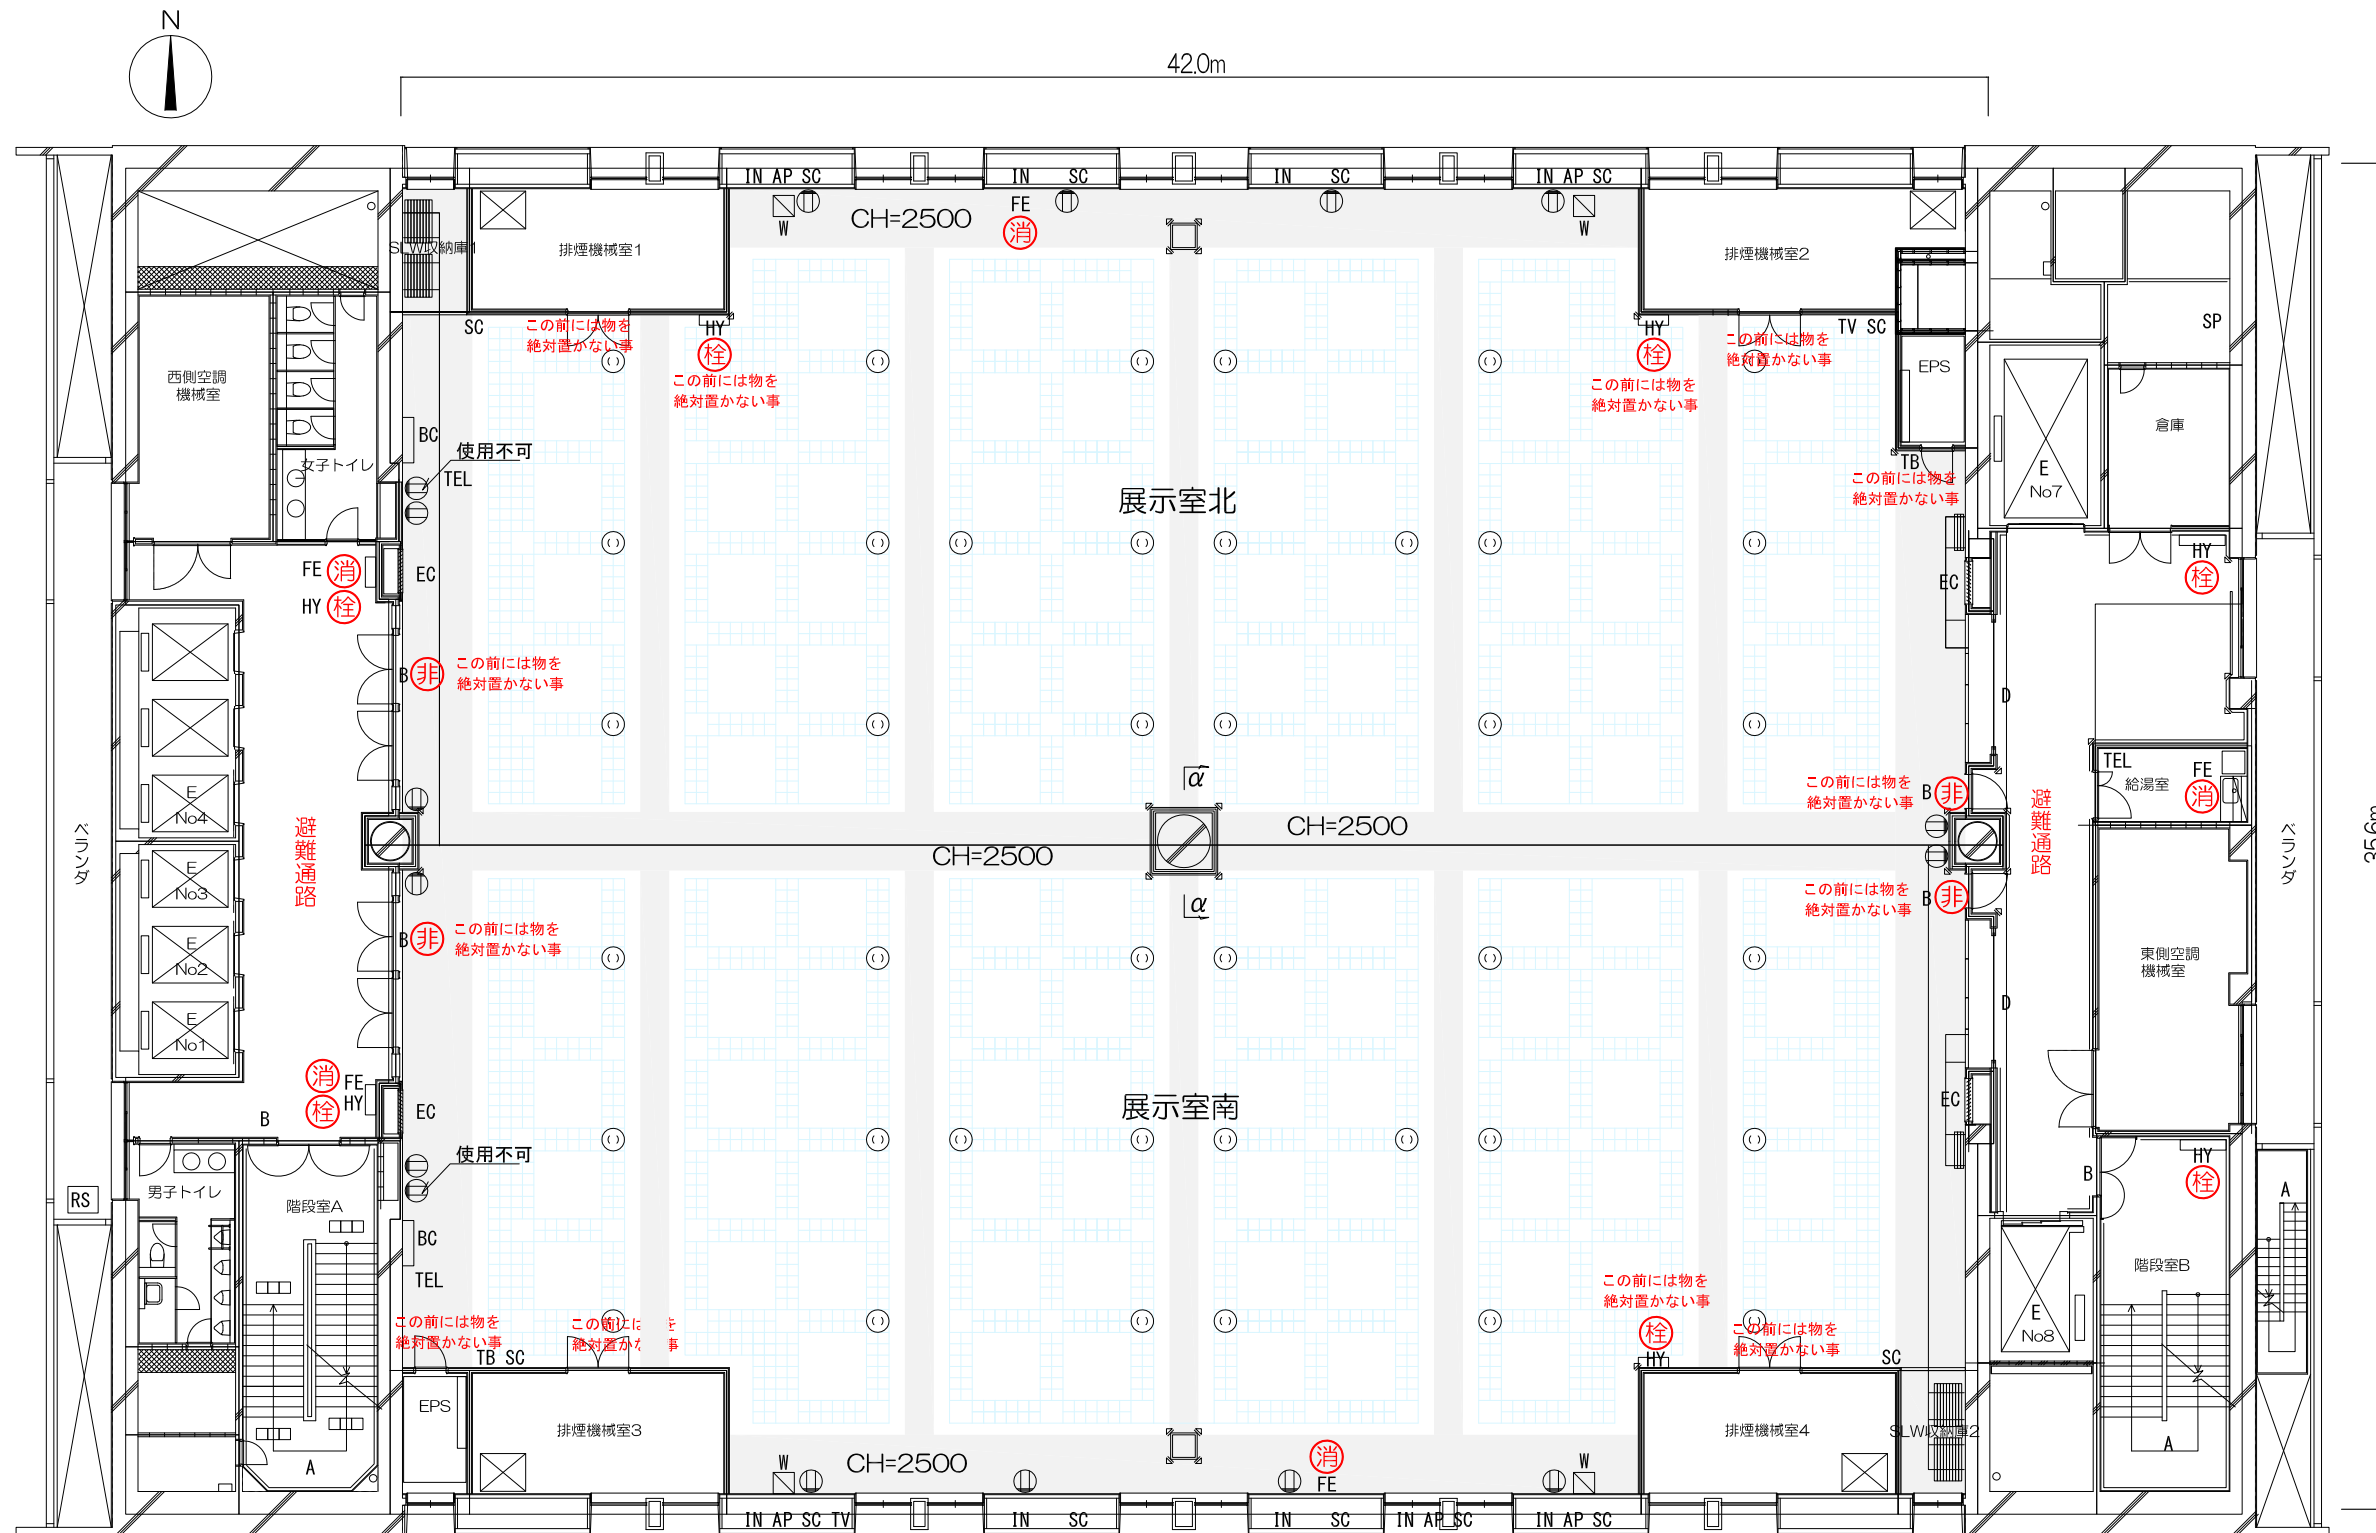 N
42.0m
IN AP SC
IN SC
IN SC
IN AP SC
W
CH=2500
FE
消
W
SLW収納庫1
排煙機械室1
排煙機械室2
SC
この前には物を
絶対置かない事
HY
栓
この前には物を
絶対置かない事
HY
栓
この前には物を
絶対置かない事
この前には物を
絶対置かない事
TV SC
SP
EPS
西側空調
機械室
倉庫
BC
使用不可
女子トイレ
TEL
TB
この前には物を
絶対置かない事
E
No7
展示室北
FE 消
HY 栓
EC
EC
HY
栓
B 非
この前には物を
絶対置かない事
D
α
TEL
FE
給湯室
消
この前には物を
絶対置かない事
B 非
E
No4
避難通路
避難通路
ベランダ
ベランダ
CH=2500
CH=2500
35.6m
E
No3
この前には物を
絶対置かない事
B 非
α
E
No2
B 非
この前には物を
絶対置かない事
東側空調
機械室
D
E
No1
消 FE
栓 HY
B
EC
EC
展示室南
使用不可
HY
栓
B
男子トイレ
階段室A
RS
A
BC
TEL
階段室B
この前には物を
絶対置かない事
栓
HY
E
No8
この前には物を
絶対置かない事
この前には
絶対置か 事
この前には物を
絶対置かない事
TB SC
SC
EPS
排煙機械室3
排煙機械室4
SLW収納庫2
A
A
CH=2500
W
消
FE
W
IN AP SC TV
IN SC
IN SC
IN AP SC
IN AP SC